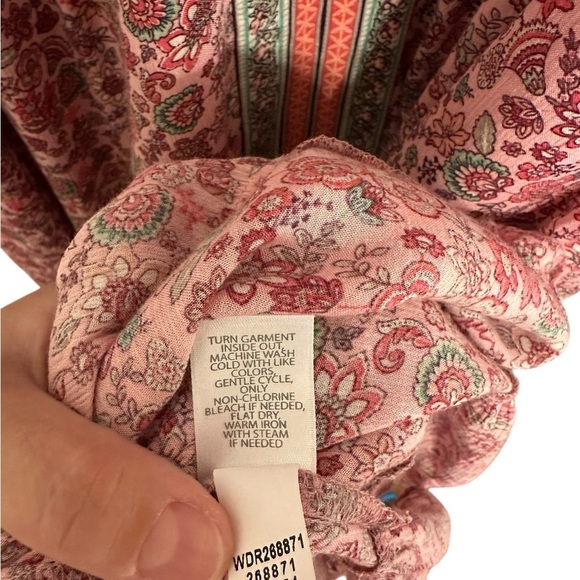 TURN GARMENT
INSIDE OUT,
MACHINE WASH
COLD WITH LIKE
COLORS,
GENTLE CYCLE,
ONLY
NON-CHLORINE
BLEACH IF NEEDED,
FLAT DRY,
WARM IRON
WITH STEAM
IF NEEDED
WDR268871
268871